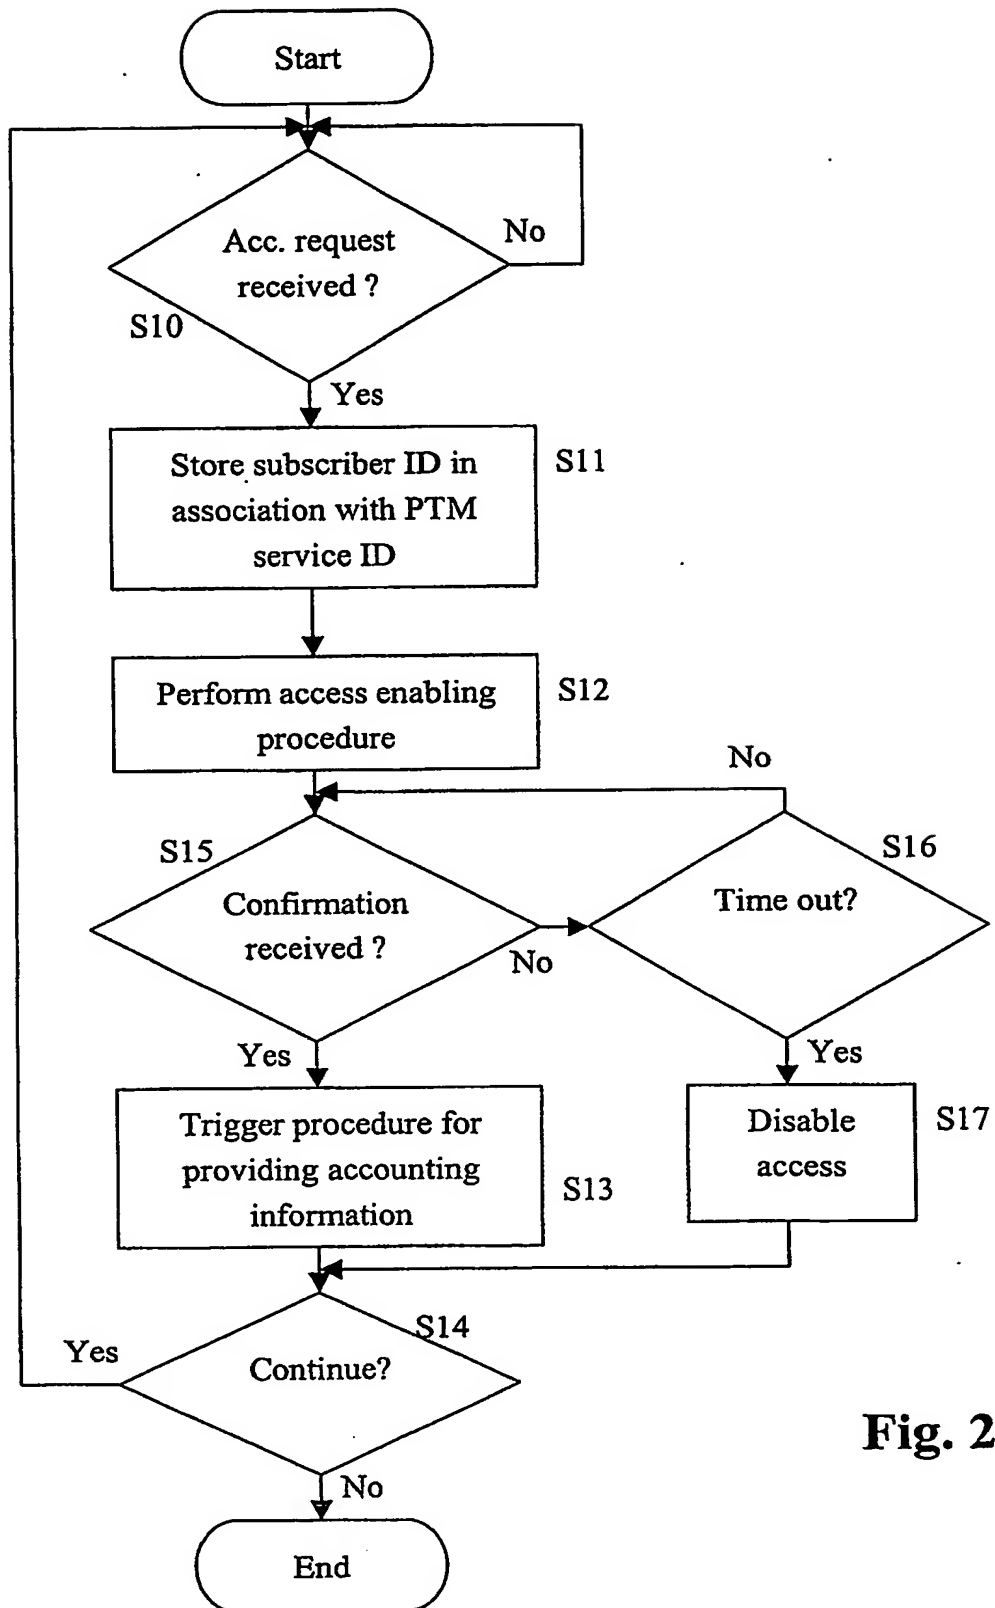 Start
Acc. request
received ?
No
S10
Yes
Store subscriber ID in
association with PTM
service ID
S11
Perform access enabling
procedure
S12
No
S15
Confirmation
received ?
No
S16
Time out?
Yes
Yes
Trigger procedure for
providing accounting
information
S13
Disable
access
S17
S14
Continue?
Yes
No
Fig. 2
End